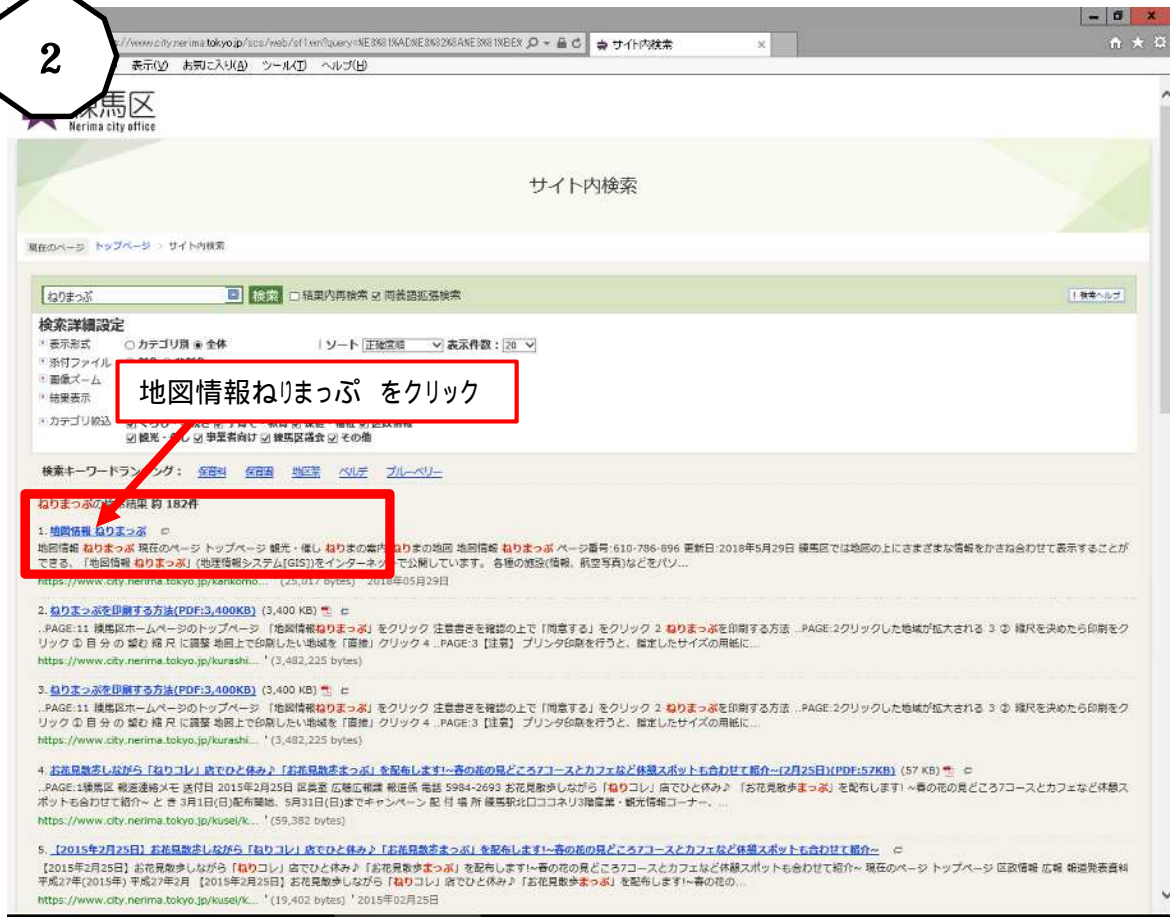 2
://www.city.nerima.tokyo.jp/
サイト内検索
表示(V) お気に入り(A) ツール(T) ヘルプ(H)
練馬区
Nerima city office
サイト内検索
現在のページ トップページ > サイト内検索
ねりまっぷ 検索 結果内再検索 同義語拡張検索 ! 検索ヘルプ
検索詳細設定
表示形式 カテゴリ別 全体 ソート 正確度順 表示件数: 20
添付ファイル
画像ズーム
結果表示
地図情報ねりまっぷ をクリック
カテゴリ絞込
観光・催し 事業者向け 練馬区議会 その他
検索キーワードランキング: 保育料 保育園 地区業 ペルデ ブルーベリー
ねりまっぷの検索結果 約 182件
1. 地図情報 ねりまっぷ
地図情報 ねりまっぷ 現在のページ トップページ 観光・催し ねりまの案内 ねりまの地図 地図情報 ねりまっぷ ページ番号:610-786-896 更新日:2018年5月29日 練馬区では地図の上にさまざまな情報をかさね合わせて表示することが
できる、「地図情報 ねりまっぷ」(地理情報システム[GIS])をインターネットで公開しています。 各種の施設(情報、航空写真)などをパソ...
https://www.city.nerima.tokyo.jp/kankomo... (25,017 bytes) 2018年05月29日
2. ねりまっぷを印刷する方法(PDF:3,400KB) (3,400 KB)
..PAGE:11 練馬区ホームページのトップページ 「地図情報ねりまっぷ」をクリック 注意書きを確認の上で「同意する」をクリック 2 ねりまっぷを印刷する方法 ..PAGE:2クリックした地域が拡大される 3 ② 縮尺を決めたら印刷をク
リック ① 自 分 の 望む 縮 尺 に調整 地図上で印刷したい地域を「直接」クリック 4 ..PAGE:3【注意】 プリンタ印刷を行うと、指定したサイズの用紙に...
https://www.city.nerima.tokyo.jp/kurashi... ' (3,482,225 bytes)
3. ねりまっぷを印刷する方法(PDF:3,400KB) (3,400 KB)
..PAGE:11 練馬区ホームページのトップページ 「地図情報ねりまっぷ」をクリック 注意書きを確認の上で「同意する」をクリック 2 ねりまっぷを印刷する方法 ..PAGE:2クリックした地域が拡大される 3 ② 縮尺を決めたら印刷をク
リック ① 自 分 の 望む 縮 尺 に調整 地図上で印刷したい地域を「直接」クリック 4 ..PAGE:3【注意】 プリンタ印刷を行うと、指定したサイズの用紙に...
https://www.city.nerima.tokyo.jp/kurashi... ' (3,482,225 bytes)
4. お花見散歩しながら「ねりコレ」店でひと休み♪「お花見散歩まっぷ」を配布します!~春の花の見どころ7コースとカフェなど休憩スポットも合わせて紹介~(2月25日)(PDF:57KB) (57 KB)
..PAGE:1練馬区 報道連絡メモ 送付日 2015年2月25日 区長室 広聴広報課 報道係 電話 5984-2693 お花見散歩しながら「ねりコレ」店でひと休み♪ 「お花見散歩まっぷ」を配布します! ~春の花の見どころ7コースとカフェなど休憩ス
ポットも合わせて紹介~ と き 3月1日(日)配布開始、5月31日(日)までキャンペーン 配 付 場 所 練馬駅北口ココネリ3階産業・観光情報コーナー、...
https://www.city.nerima.tokyo.jp/kusei/k... ' (59,382 bytes)
5. 【2015年2月25日】お花見散歩しながら「ねりコレ」店でひと休み♪「お花見散歩まっぷ」を配布します!~春の花の見どころ7コースとカフェなど休憩スポットも合わせて紹介~
【2015年2月25日】お花見散歩しながら「ねりコレ」店でひと休み♪「お花見散歩まっぷ」を配布します!~春の花の見どころ7コースとカフェなど休憩スポットも合わせて紹介~ 現在のページ トップページ 区政情報 広報 報道発表資料
平成27年(2015年) 平成27年2月 【2015年2月25日】お花見散歩しながら「ねりコレ」店でひと休み♪「お花見散歩まっぷ」を配布します!~春の花の...
https://www.city.nerima.tokyo.jp/kusei/k... ' (19,402 bytes) ' 2015年02月25日